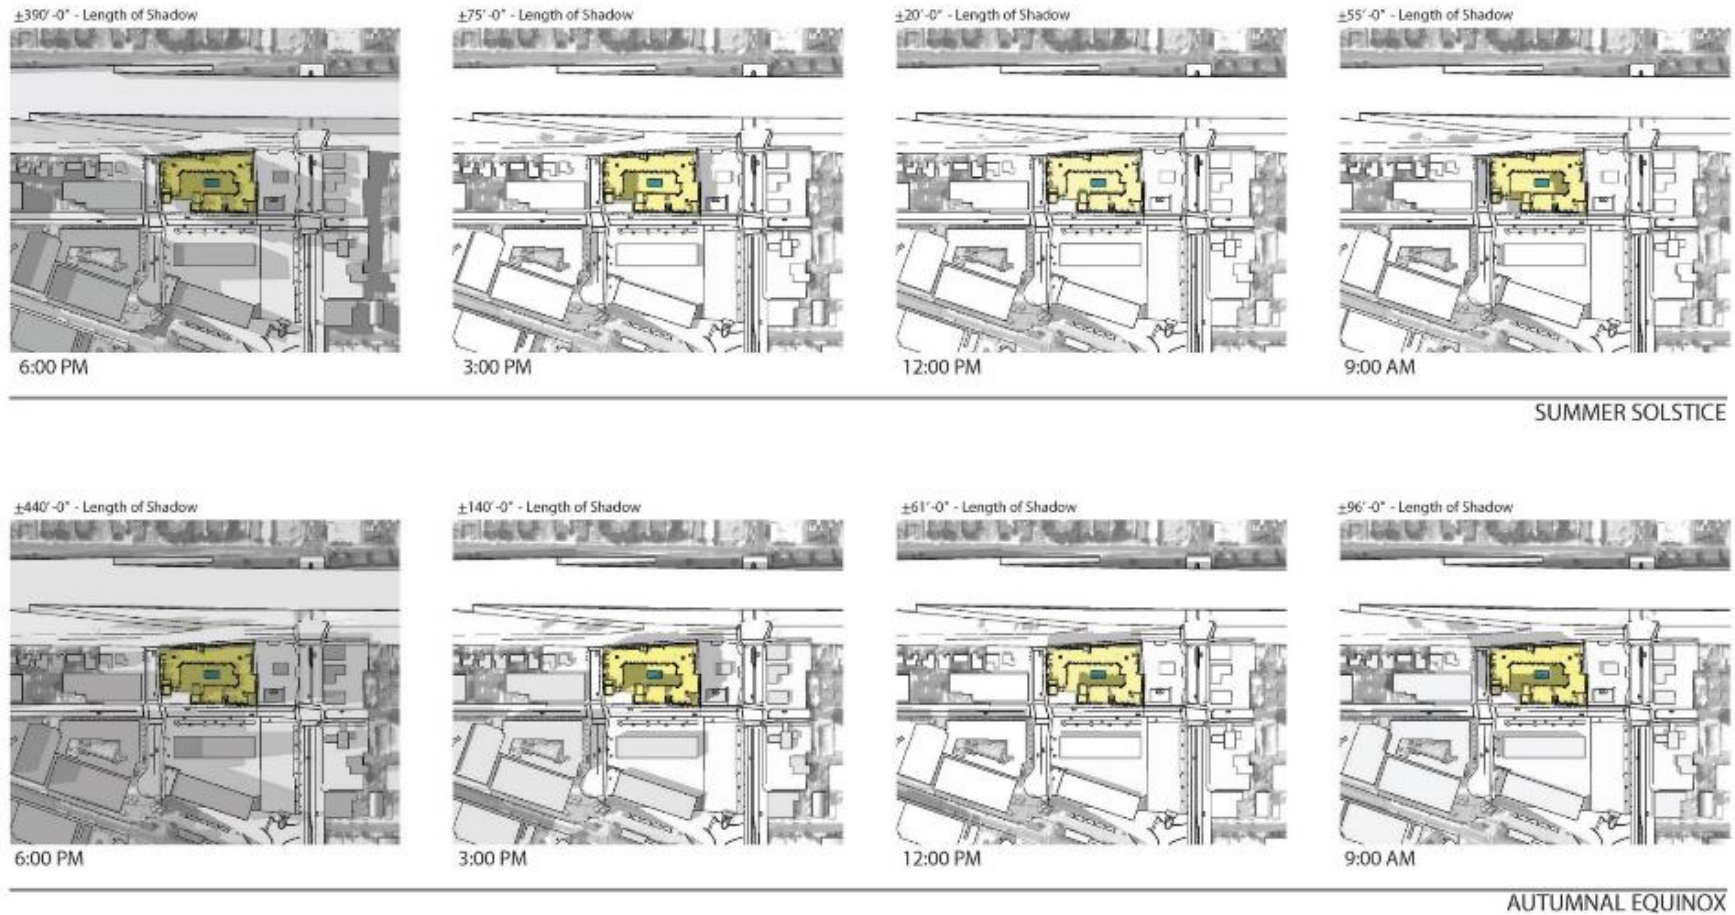 ±390'-0" - Length of Shadow
±75'-0" - Length of Shadow
±20'-0" - Length of Shadow
±55'-0" - Length of Shadow
6:00 PM
3:00 PM
12:00 PM
9:00 AM
SUMMER SOLSTICE
±440'-0" - Length of Shadow
±140'-0" - Length of Shadow
±61'-0" - Length of Shadow
±96'-0" - Length of Shadow
6:00 PM
3:00 PM
12:00 PM
9:00 AM
AUTUMNAL EQUINOX